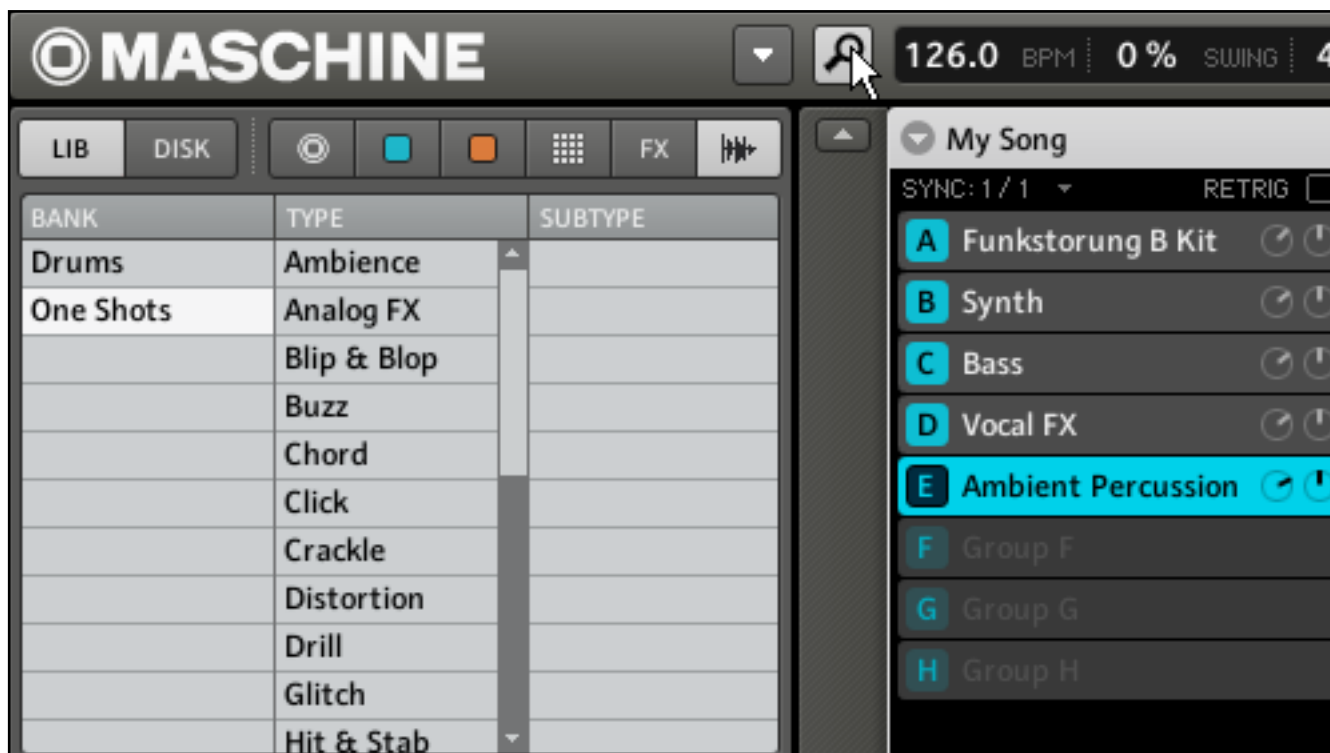 MASCHINE
126.0 BPM 0% SWING 4
LIB DISK FX
BANK TYPE SUBTYPE
Drums Ambience
One Shots Analog FX
Blip & Blop
Buzz
Chord
Click
Crackle
Distortion
Drill
Glitch
Hit & Stab
My Song
SYNC: 1/1 RETRIG
A Funkstorung B Kit
B Synth
C Bass
D Vocal FX
E Ambient Percussion
F Group F
G Group G
H Group H